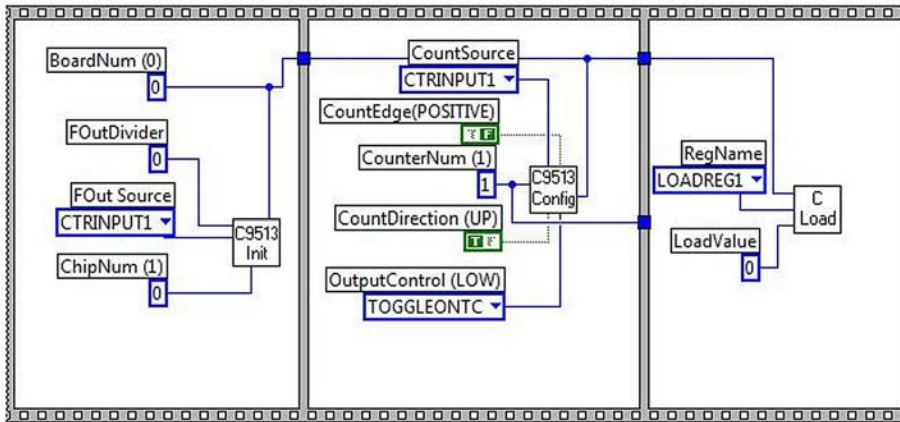 BoardNum (0)
0
FOutDivider
0
FOut Source
CTRINPUT1
ChipNum (1)
0
C9513
Init
CountSource
CTRINPUT1
CountEdge(POSITIVE)
T F
CounterNum (1)
1
C9513
Config
CountDirection (UP)
T F
OutputControl (LOW)
TOGGLEONTC
RegName
LOADREG1
C
Load
LoadValue
0